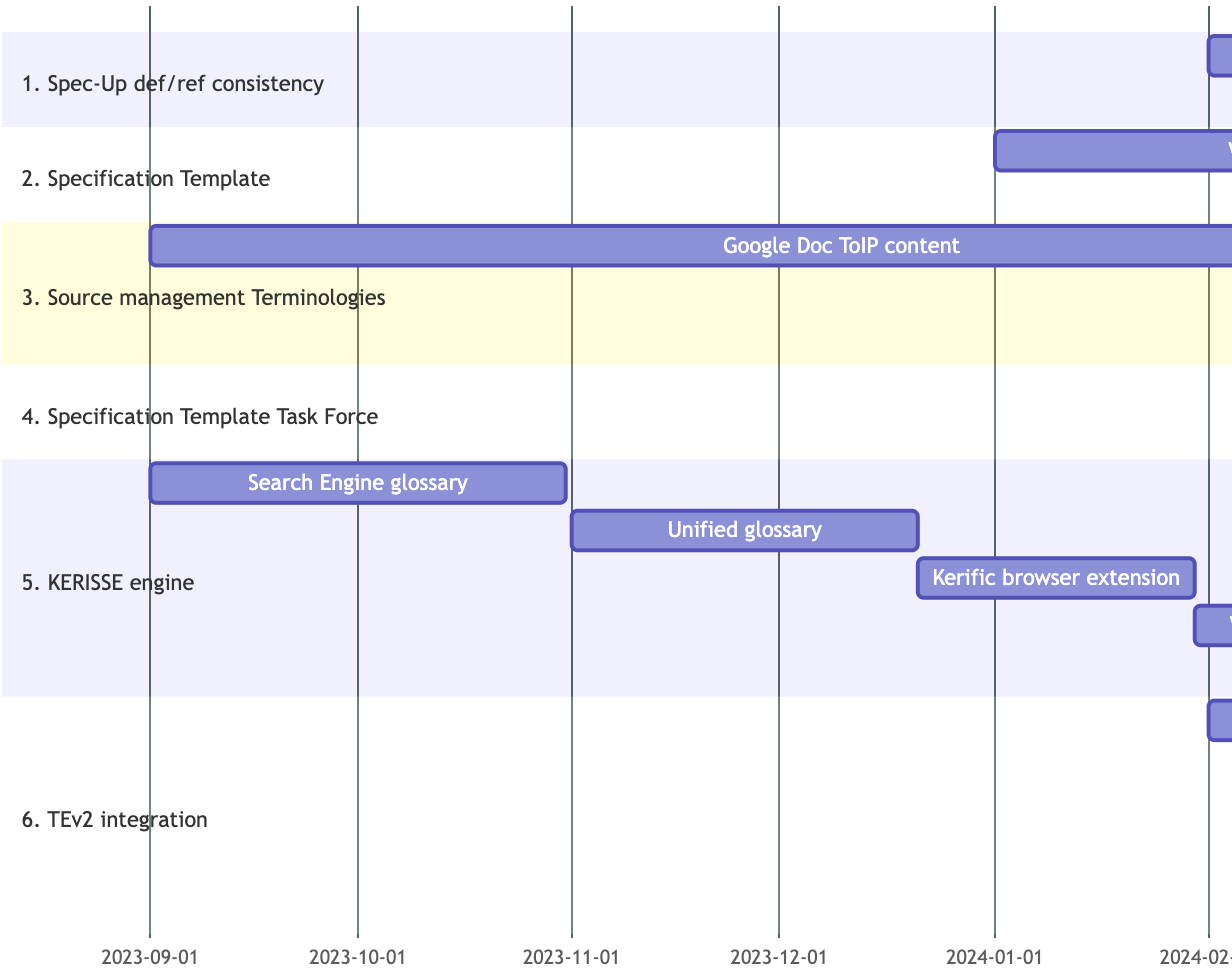 1. Spec-Up def/ref consistency
2. Specification Template
Google Doc ToIP content
3. Source management Terminologies
4. Specification Template Task Force
Search Engine glossary
Unified glossary
Kerific browser extension
5. KERISSE engine
6. TEv2 integration
2023-09-01 2023-10-01 2023-11-01 2023-12-01 2024-01-01 2024-02